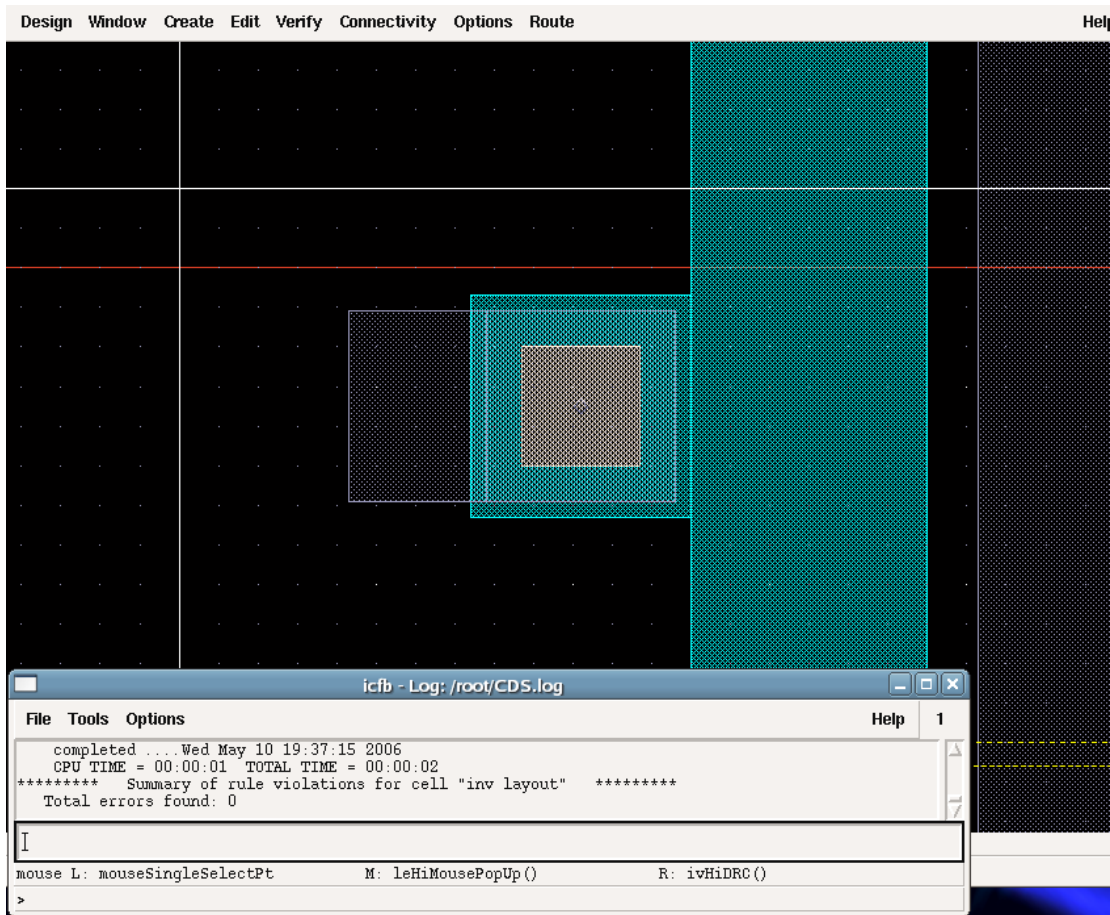 Design Window Create Edit Verify Connectivity Options Route Help
icfb - Log: /root/CDS.log
File Tools Options Help 1
completed ....Wed May 10 19:37:15 2006
CPU TIME = 00:00:01 TOTAL TIME = 00:00:02
********* Summary of rule violations for cell "inv layout" *********
Total errors found: 0
mouse L: mouseSingleSelectPt M: leHiMousePopUp() R: ivHiDRC()
>